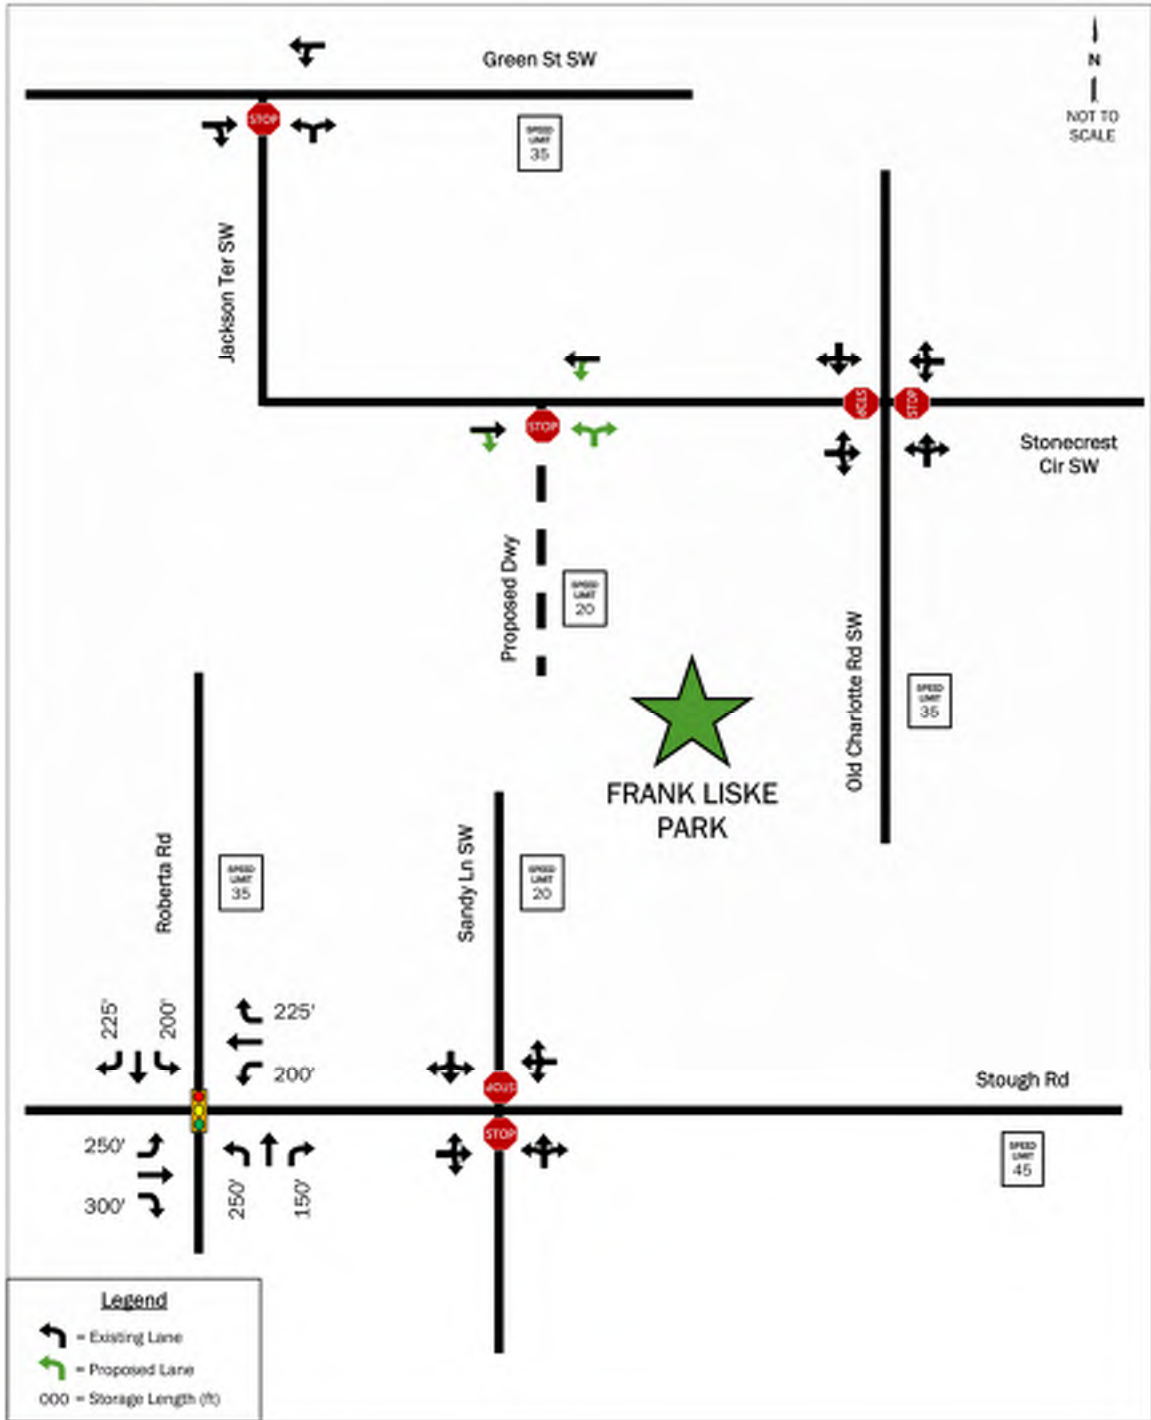 Green St SW
N
NOT TO
SCALE
STOP
SPEED
LIMIT
35
Jackson Ter SW
STOP
STOP
STOP
Stonecrest
Cir SW
Proposed Dwy
SPEED
LIMIT
20
Old Charlotte Rd SW
SPEED
LIMIT
35
FRANK LISKE
PARK
Roberta Rd
SPEED
LIMIT
35
Sandy Ln SW
SPEED
LIMIT
20
225'
200'
225'
200'
STOP
Stough Rd
STOP
250'
300'
250'
150'
SPEED
LIMIT
45
Legend
= Existing Lane
= Proposed Lane
000 = Storage Length (ft)